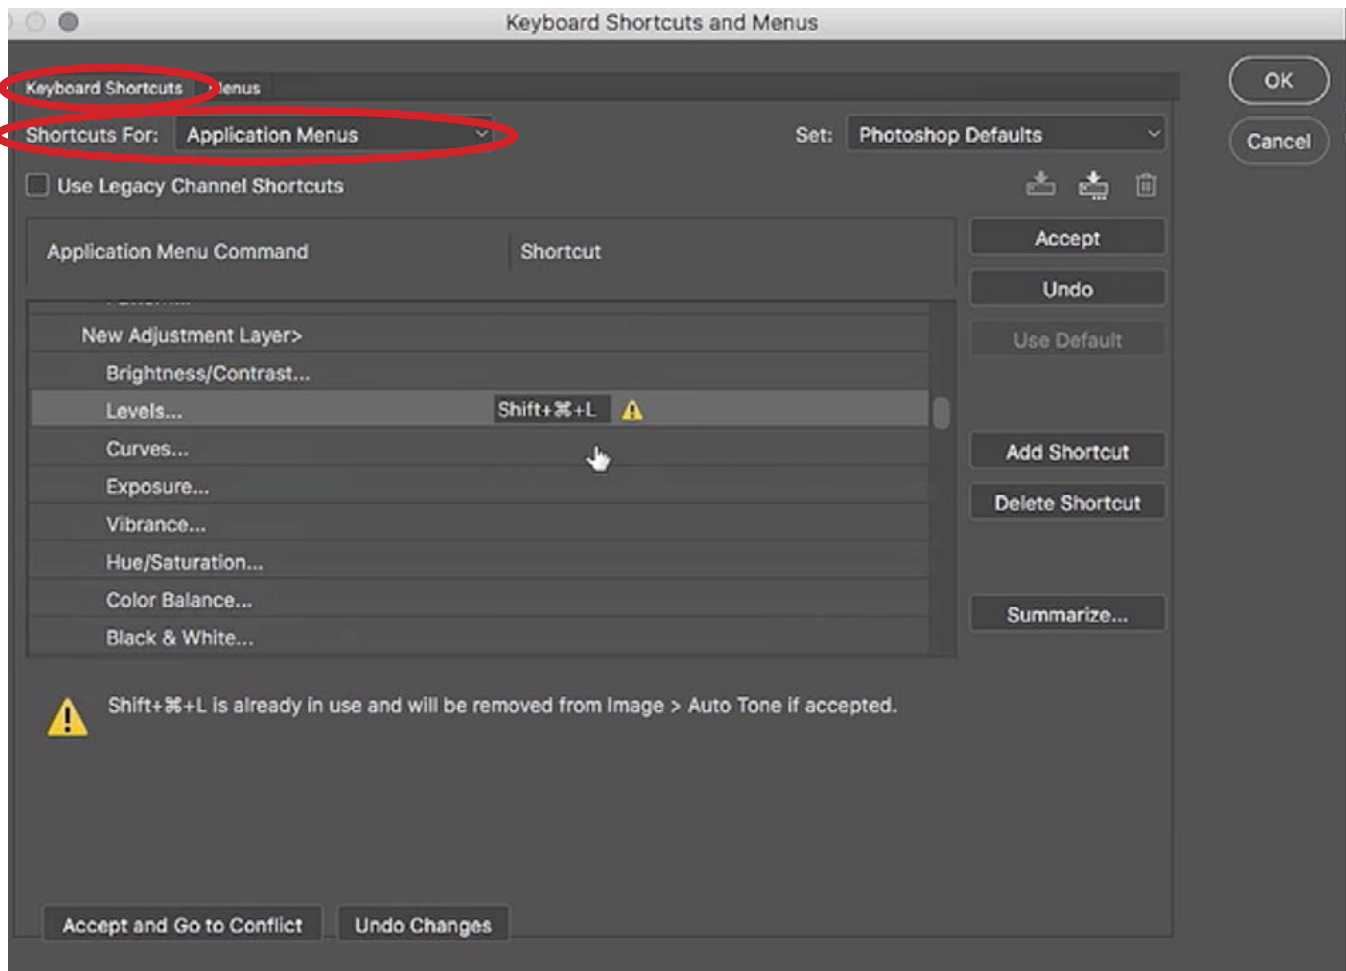 Keyboard Shortcuts and Menus
Keyboard Shortcuts
OK
Shortcuts For: Application Menus
Set: Photoshop Defaults
Cancel
Use Legacy Channel Shortcuts
Application Menu Command Shortcut
Accept
Undo
New Adjustment Layer>
Use Default
Brightness/Contrast...
Levels... Shift+⌘+L
Curves...
Add Shortcut
Exposure...
Delete Shortcut
Vibrance...
Hue/Saturation...
Color Balance...
Summarize...
Black & White...
Shift+⌘+L is already in use and will be removed from Image > Auto Tone if accepted.
Accept and Go to Conflict Undo Changes